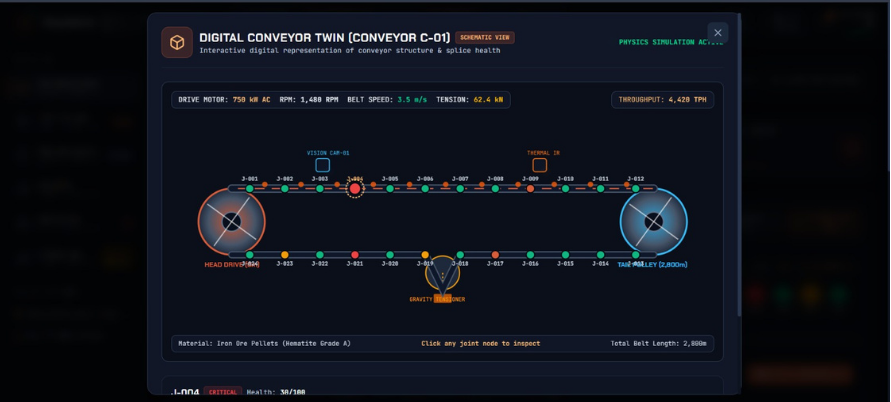 DIGITAL CONVEYOR TWIN (CONVEYOR C-01) SCHEMATIC VIEW
Interactive digital representation of conveyor structure & splice health
PHYSICS SIMULATION ACTIVE
DRIVE MOTOR: 750 kW AC RPM: 1,480 RPM BELT SPEED: 3.5 m/s TENSION: 62.4 kN
THROUGHPUT: 4,420 TPH
VISION CAM-01
THERMAL IR
J-001 J-002 J-003 J-004 J-005 J-006 J-007 J-008 J-009 J-010 J-011 J-012
J-024 J-023 J-022 J-021 J-020 J-019 J-018 J-017 J-016 J-015 J-014 J-013
HEAD DRIVE
TAIL PULLEY (2,800m)
GRAVITY TENSIONER
Material: Iron Ore Pellets (Hematite Grade A)
Click any joint node to inspect
Total Belt Length: 2,800m
J-004 CRITICAL Health: 30/100